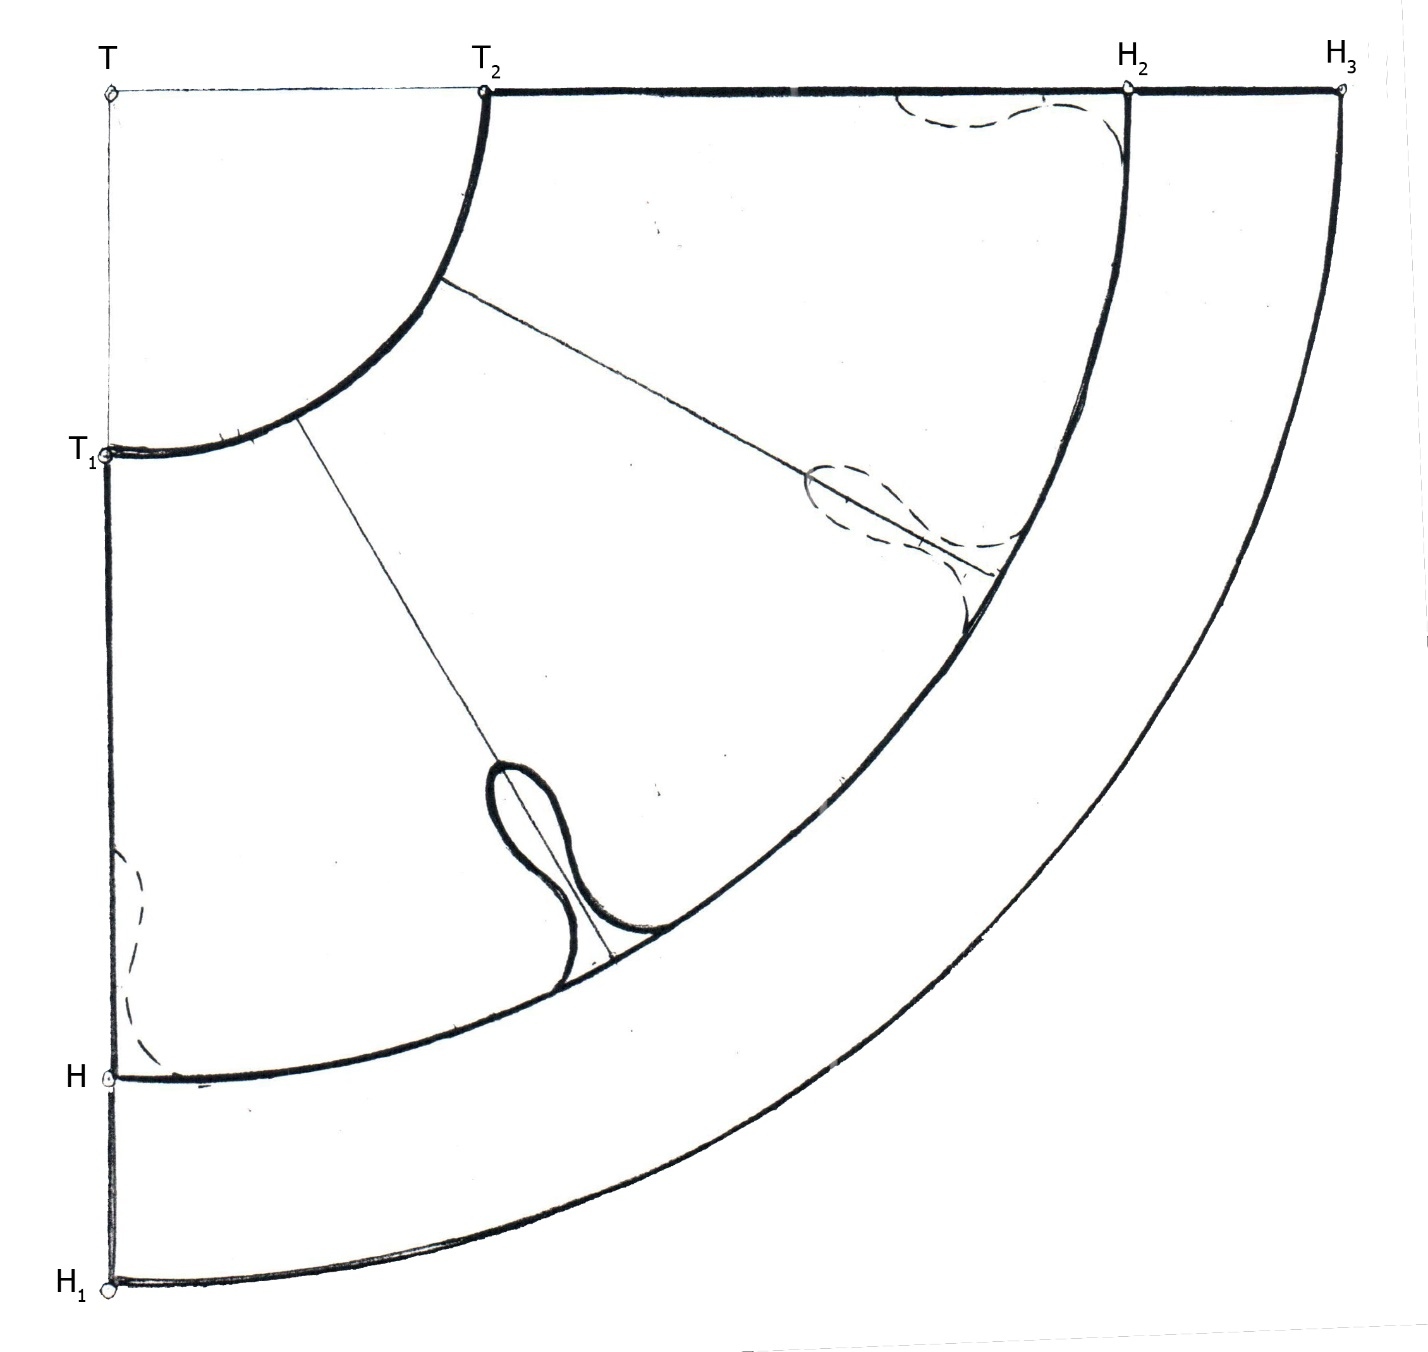 T
T₂
H₂
H₃
T₁
H
H₁